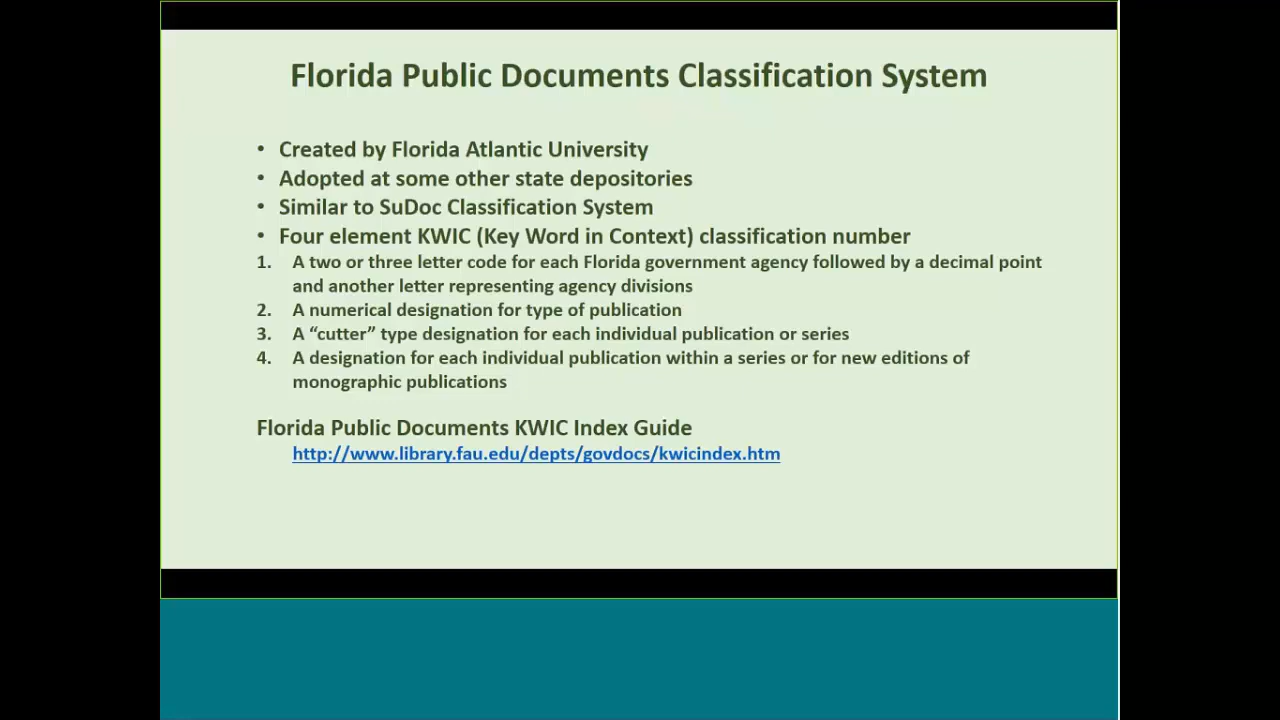 Florida Public Documents Classification System
• Created by Florida Atlantic University
• Adopted at some other state depositories
• Similar to SuDoc Classification System
• Four element KWIC (Key Word in Context) classification number
1. A two or three letter code for each Florida government agency followed by a decimal point
and another letter representing agency divisions
2. A numerical designation for type of publication
3. A “cutter” type designation for each individual publication or series
4. A designation for each individual publication within a series or for new editions of
monographic publications
Florida Public Documents KWIC Index Guide
http://www.library.fau.edu/depts/govdocs/kwicindex.htm